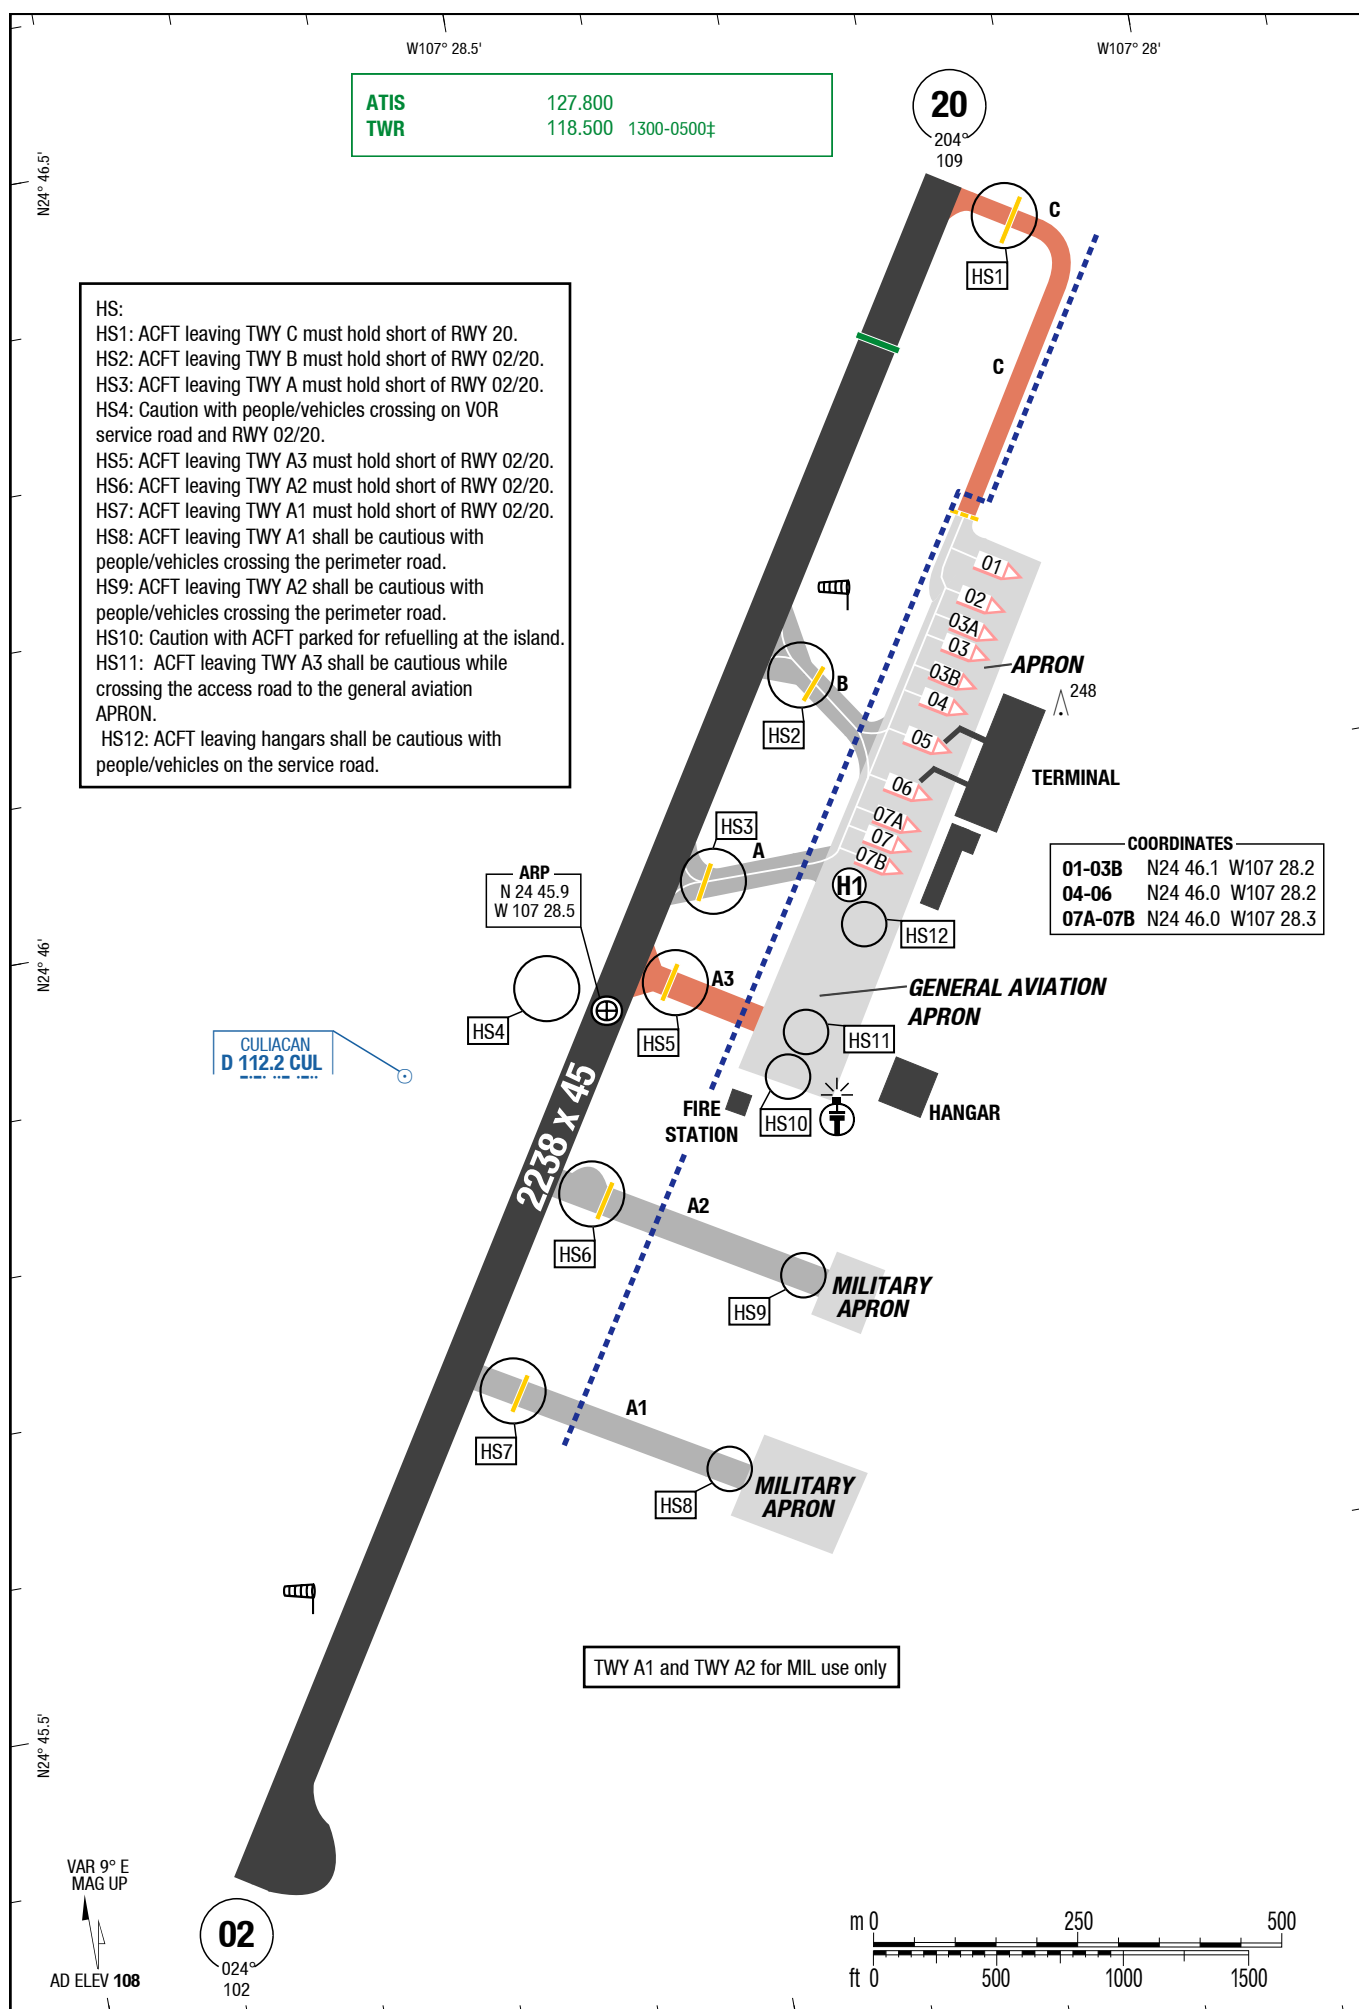 W107° 28.5'
W107° 28'
ATIS 127.800
TWR 118.500 1300-0500‡
20
204°
109
N24° 46.5'
C
HS1
HS:
HS1: ACFT leaving TWY C must hold short of RWY 20.
HS2: ACFT leaving TWY B must hold short of RWY 02/20.
HS3: ACFT leaving TWY A must hold short of RWY 02/20.
HS4: Caution with people/vehicles crossing on VOR
service road and RWY 02/20.
HS5: ACFT leaving TWY A3 must hold short of RWY 02/20.
HS6: ACFT leaving TWY A2 must hold short of RWY 02/20.
HS7: ACFT leaving TWY A1 must hold short of RWY 02/20.
HS8: ACFT leaving TWY A1 shall be cautious with
people/vehicles crossing the perimeter road.
HS9: ACFT leaving TWY A2 shall be cautious with
people/vehicles crossing the perimeter road.
HS10: Caution with ACFT parked for refuelling at the island.
HS11: ACFT leaving TWY A3 shall be cautious while
crossing the access road to the general aviation
APRON.
HS12: ACFT leaving hangars shall be cautious with
people/vehicles on the service road.
C
01
02
03A
03
03B
04
05
06
07A
07
07B
APRON
248
B
HS2
TERMINAL
HS3
A
H1
HS12
COORDINATES
01-03B N24 46.1 W107 28.2
04-06 N24 46.0 W107 28.2
07A-07B N24 46.0 W107 28.3
ARP
N 24 45.9
W 107 28.5
N24° 46'
HS4
A3
HS5
GENERAL AVIATION
APRON
HS11
CULIACAN
D 112.2 CUL
2238 x 45
FIRE
STATION
HS10
HANGAR
A2
HS6
HS9
MILITARY
APRON
A1
HS7
HS8
MILITARY
APRON
TWY A1 and TWY A2 for MIL use only
N24° 45.5'
VAR 9° E
MAG UP
AD ELEV 108
02
024°
102
m 0 250 500
ft 0 500 1000 1500